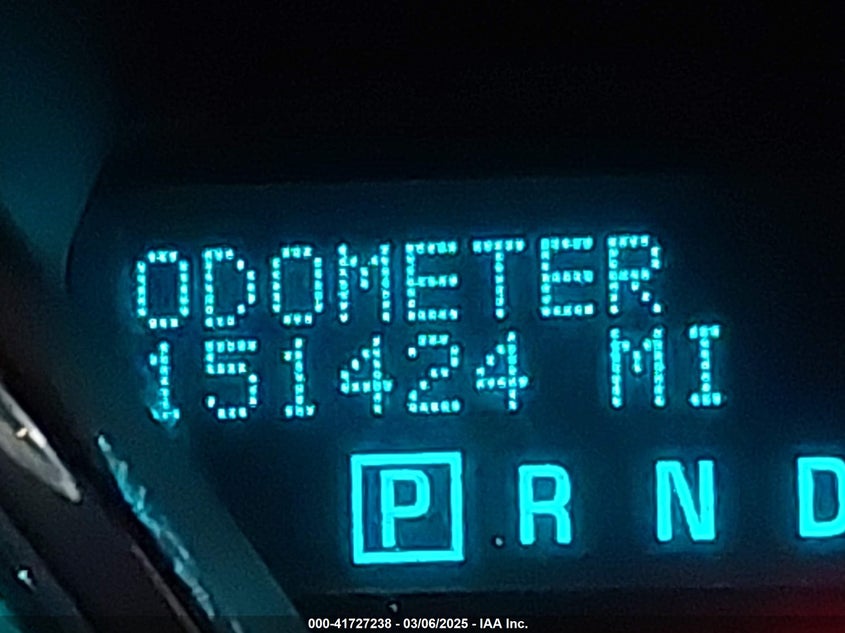 ODOMETER
151424 MI
P R N D
000-41727238 - 03/06/2025 - IAA Inc.